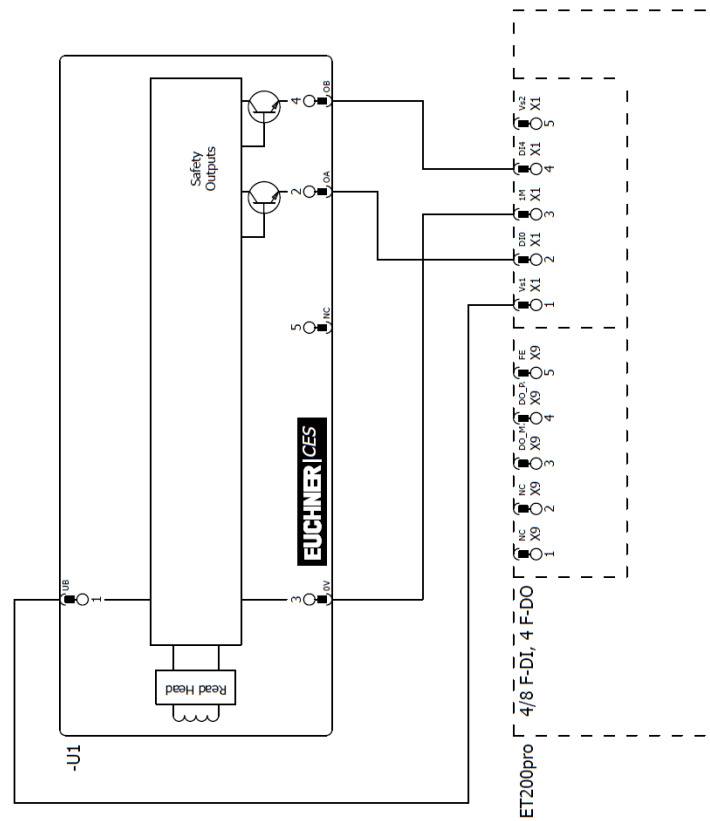 Safety
Outputs
4
OB
2
OA
5
NC
EUCHNER|CES
UB
1
3
0V
Read Head
-U1
Vs2
X1
5
DI4
X1
4
1M
X1
3
DI0
X1
2
Vs1
X1
1
FE
X9
5
DO_P.
X9
4
DO_M.
X9
3
NC
X9
2
NC
X9
1
4/8 F-DI, 4 F-DO
ET200pro